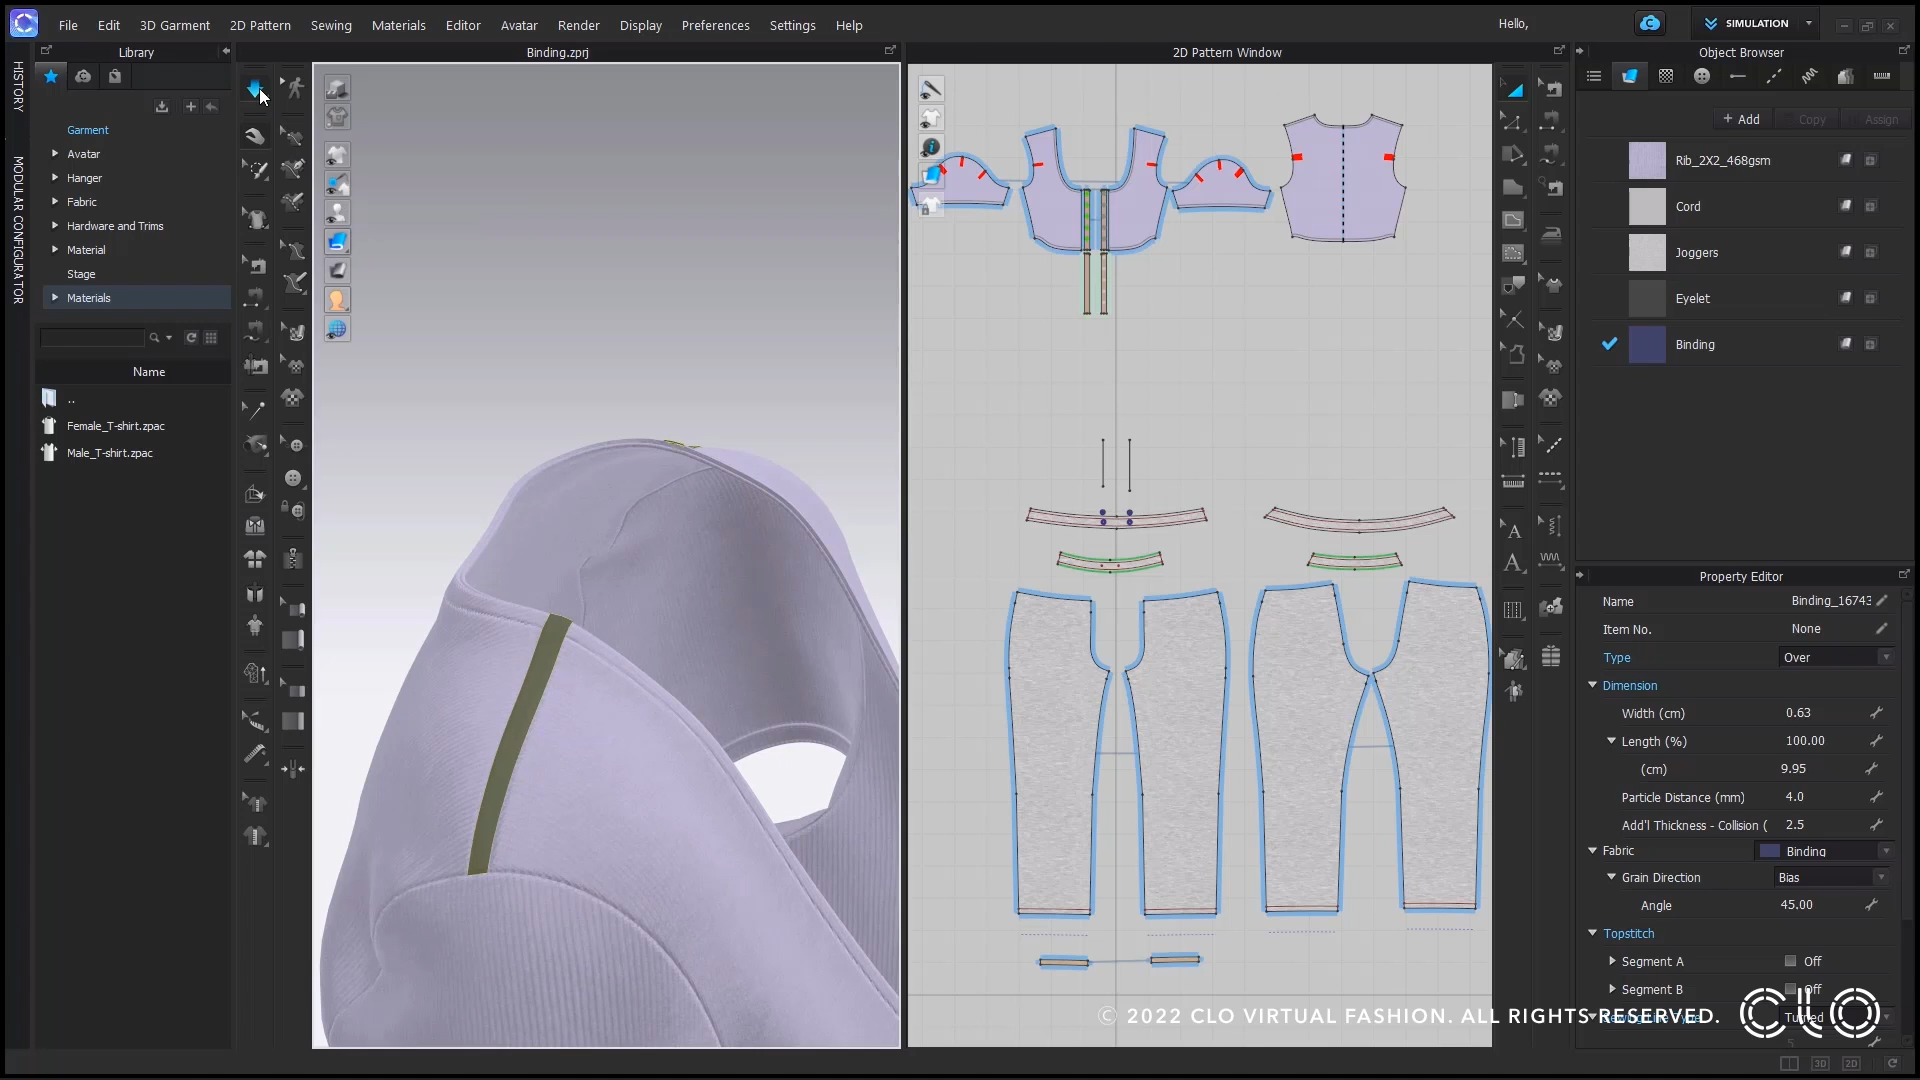 File Edit 3D Garment 2D Pattern Sewing Materials Editor Avatar Render Display Preferences Settings Help
Hello,
SIMULATION
Library
Binding.zprj
2D Pattern Window
Object Browser
HISTORY
MODULAR CONFIGURATOR
Garment
Avatar
Hanger
Fabric
Hardware and Trims
Material
Stage
Materials
Name
..
Female_T-shirt.zpac
Male_T-shirt.zpac
+ Add Copy Assign
Rib_2X2_468gsm
Cord
Joggers
Eyelet
Binding
Property Editor
Name Binding_16743
Item No. None
Type Over
Dimension
Width (cm) 0.63
Length (%) 100.00
(cm) 9.95
Particle Distance (mm) 4.0
Add'l Thickness - Collision ( 2.5
Fabric Binding
Grain Direction Bias
Angle 45.00
Topstitch
Segment A Off
Segment B Off
© 2022 CLO VIRTUAL FASHION. ALL RIGHTS RESERVED. CLO
3D 2D